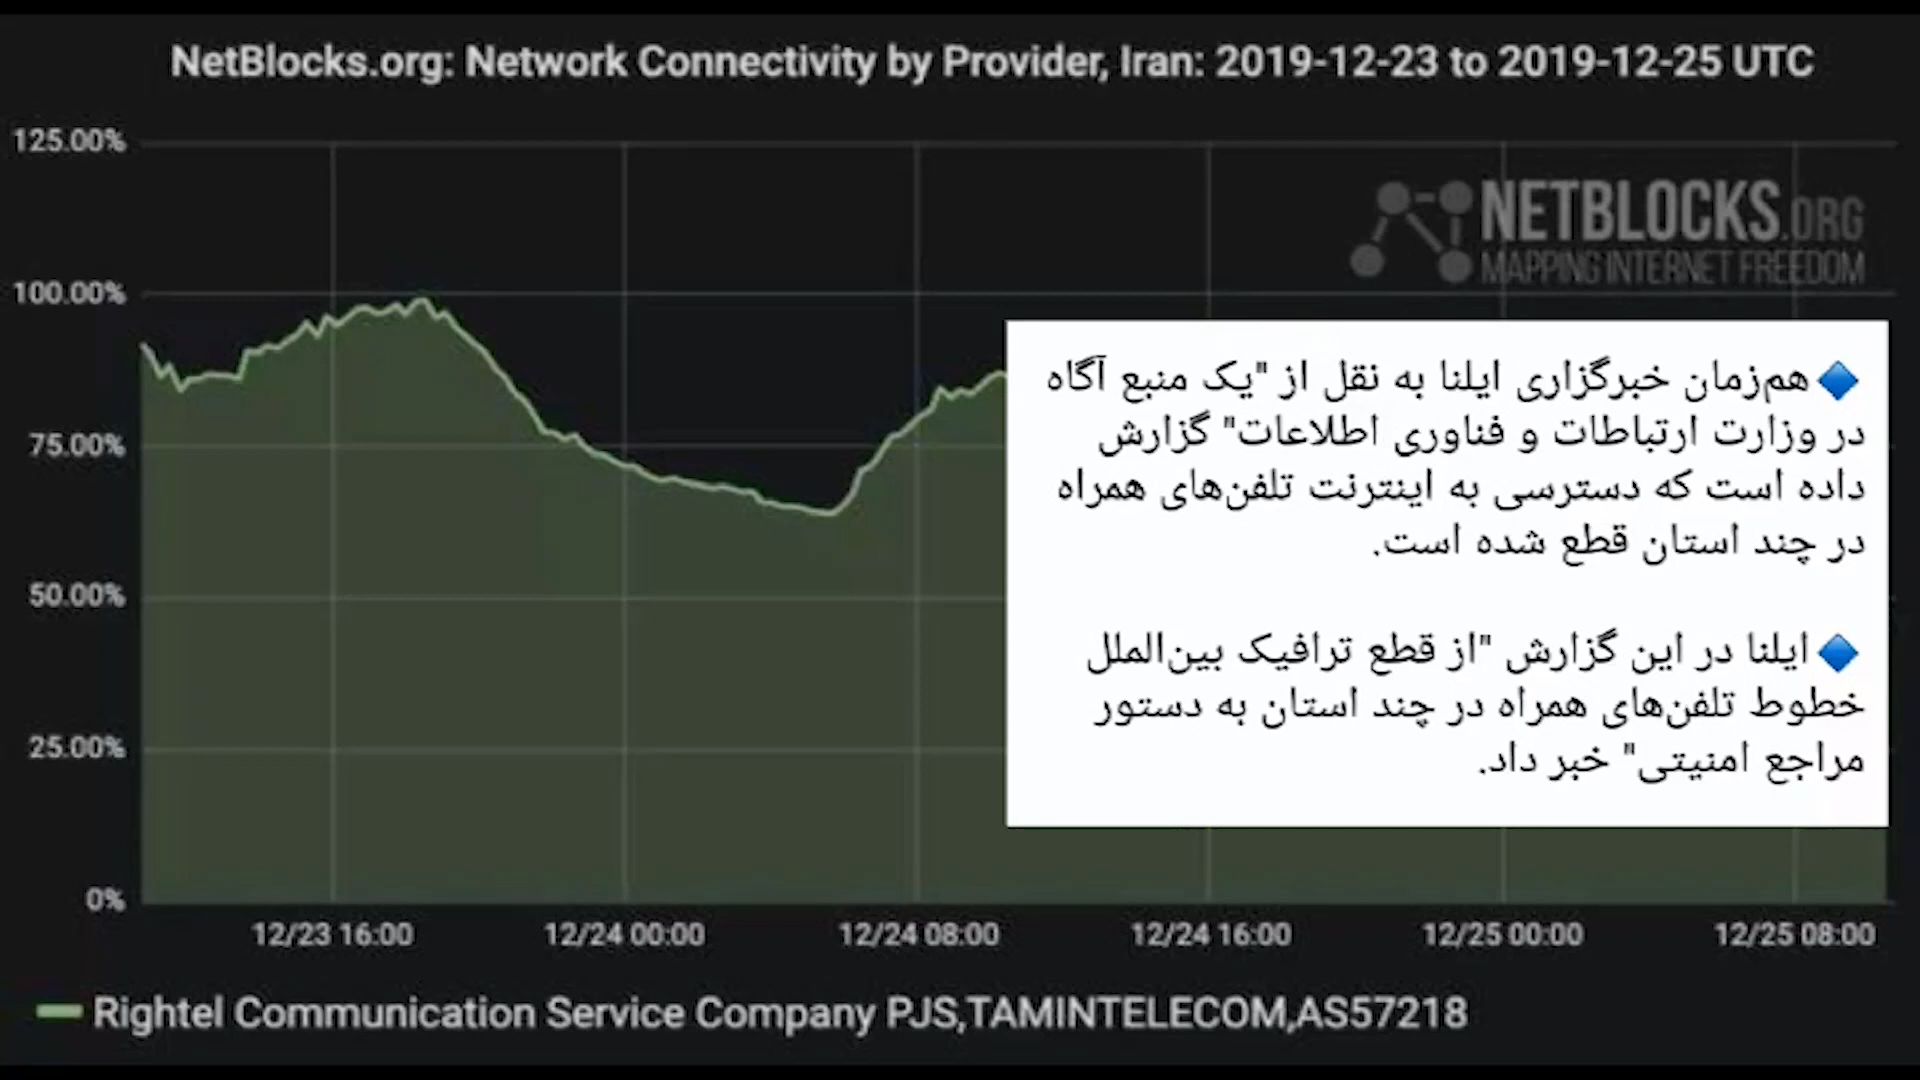 NetBlocks.org: Network Connectivity by Provider, Iran: 2019-12-23 to 2019-12-25 UTC
125.00%
NETBLOCKS.ORG
MAPPING INTERNET FREEDOM
100.00%
🔷هم‌زمان خبرگزاری ایلنا به نقل از "یک منبع آگاه
در وزارت ارتباطات و فناوری اطلاعات" گزارش
داده است که دسترسی به اینترنت تلفن‌های همراه
در چند استان قطع شده است.
🔷ایلنا در این گزارش "از قطع ترافیک بین‌الملل
خطوط تلفن‌های همراه در چند استان به دستور
مراجع امنیتی" خبر داد.
75.00%
50.00%
25.00%
0%
12/23 16:00 12/24 00:00 12/24 08:00 12/24 16:00 12/25 00:00 12/25 08:00
Rightel Communication Service Company PJS,TAMINTELECOM,AS57218